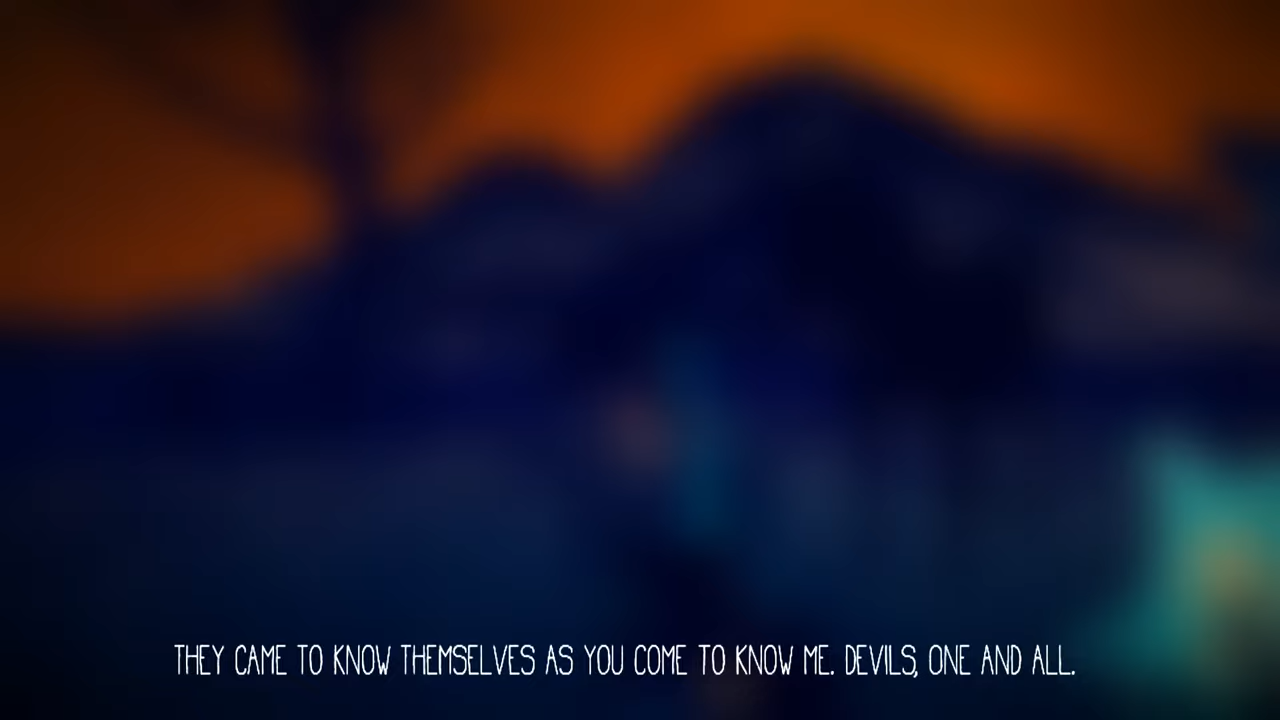 THEY CAME TO KNOW THEMSELVES AS YOU COME TO KNOW ME. DEVILS, ONE AND ALL.